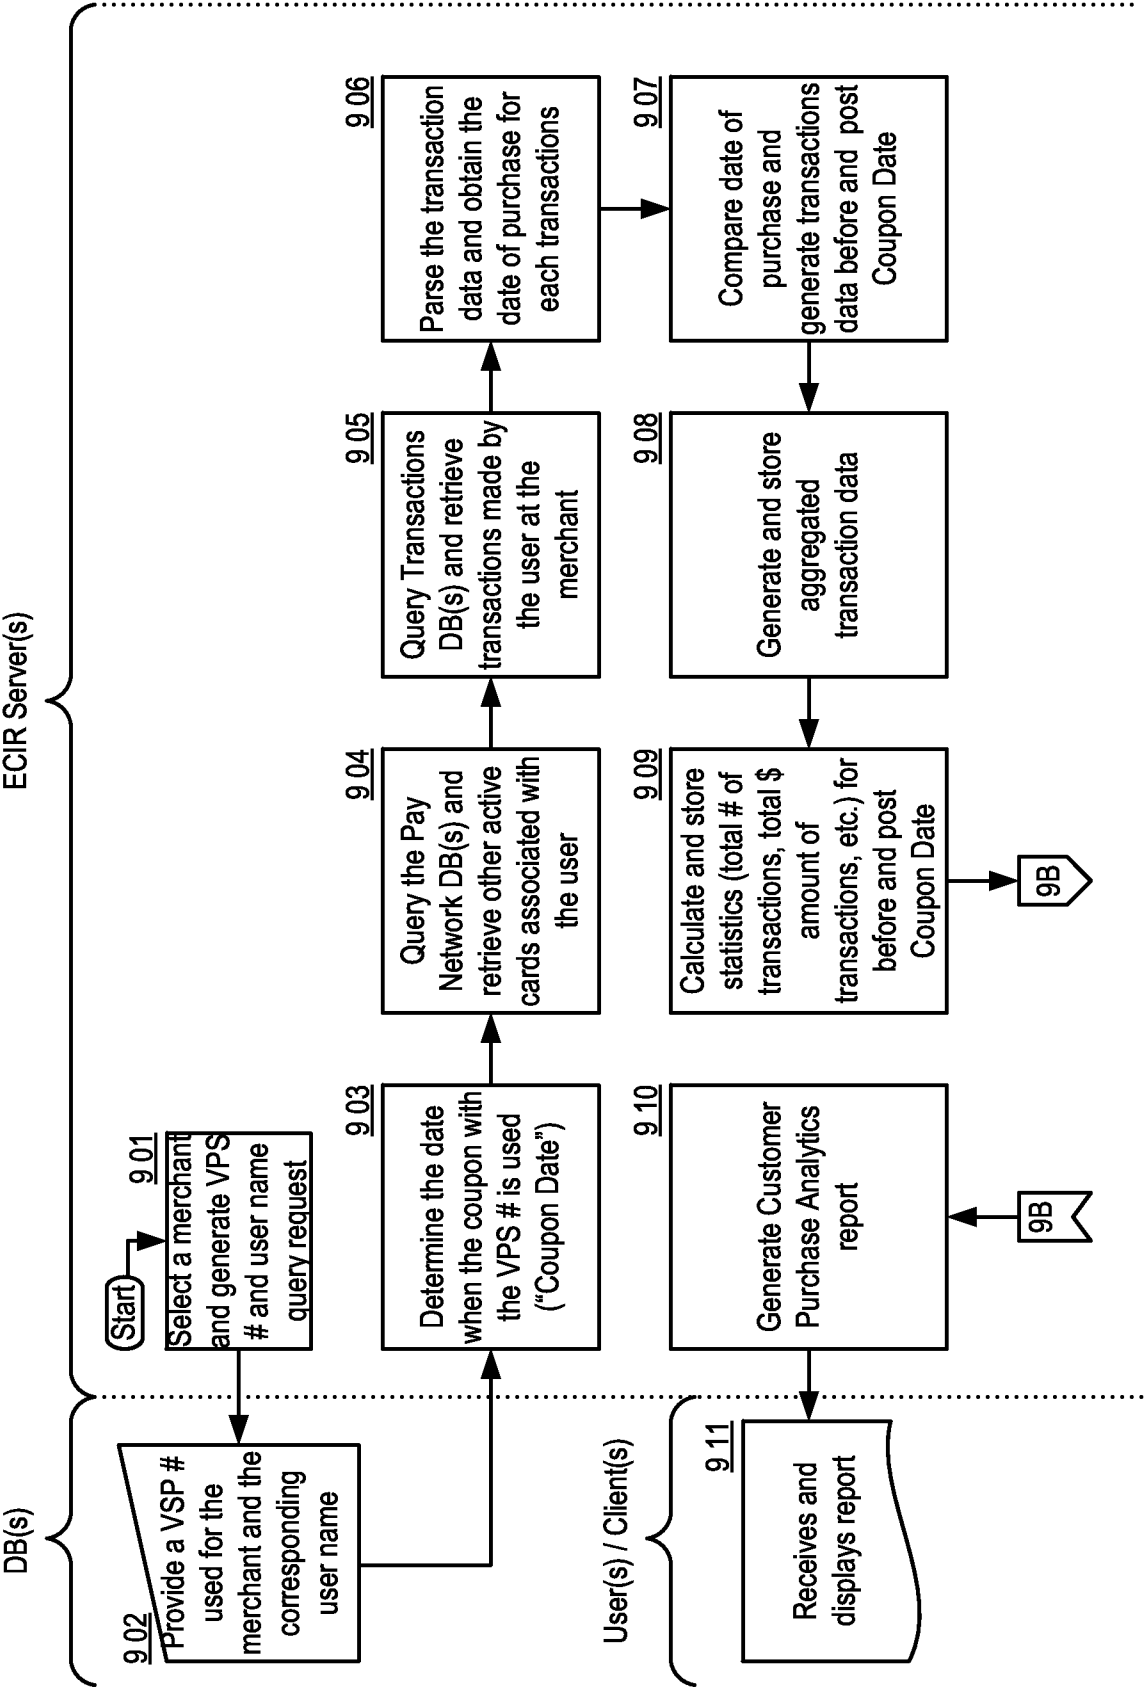 ECIR Server(s)
DB(s)
Start
9 01
Select a merchant
and generate VPS
# and user name
query request
9 02
Provide a VSP #
used for the
merchant and the
corresponding
user name
9 03
Determine the date
when the coupon with
the VPS # is used
(“Coupon Date”)
9 04
Query the Pay
Network DB(s) and
retrieve other active
cards associated with
the user
9 05
Query Transactions
DB(s) and retrieve
transactions made by
the user at the
merchant
9 06
Parse the transaction
data and obtain the
date of purchase for
each transactions
9 07
Compare date of
purchase and
generate transactions
data before and post
Coupon Date
9 08
Generate and store
aggregated
transaction data
9 09
Calculate and store
statistics (total # of
transactions, total $
amount of
transactions, etc.) for
before and post
Coupon Date
9B
9B
9 10
Generate Customer
Purchase Analytics
report
User(s) / Client(s)
9 11
Receives and
displays report